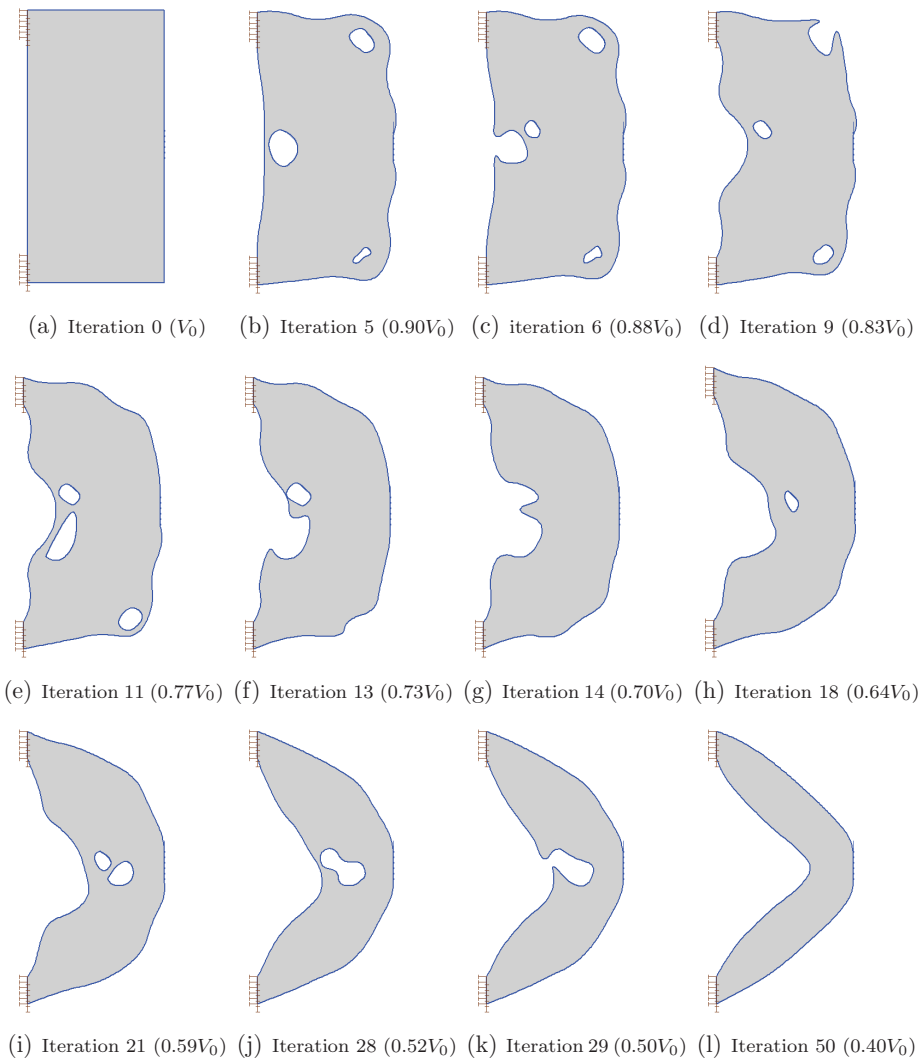 (a) Iteration 0 (V₀)
(b) Iteration 5 (0.90V₀)
(c) iteration 6 (0.88V₀)
(d) Iteration 9 (0.83V₀)
(e) Iteration 11 (0.77V₀)
(f) Iteration 13 (0.73V₀)
(g) Iteration 14 (0.70V₀)
(h) Iteration 18 (0.64V₀)
(i) Iteration 21 (0.59V₀)
(j) Iteration 28 (0.52V₀)
(k) Iteration 29 (0.50V₀)
(l) Iteration 50 (0.40V₀)